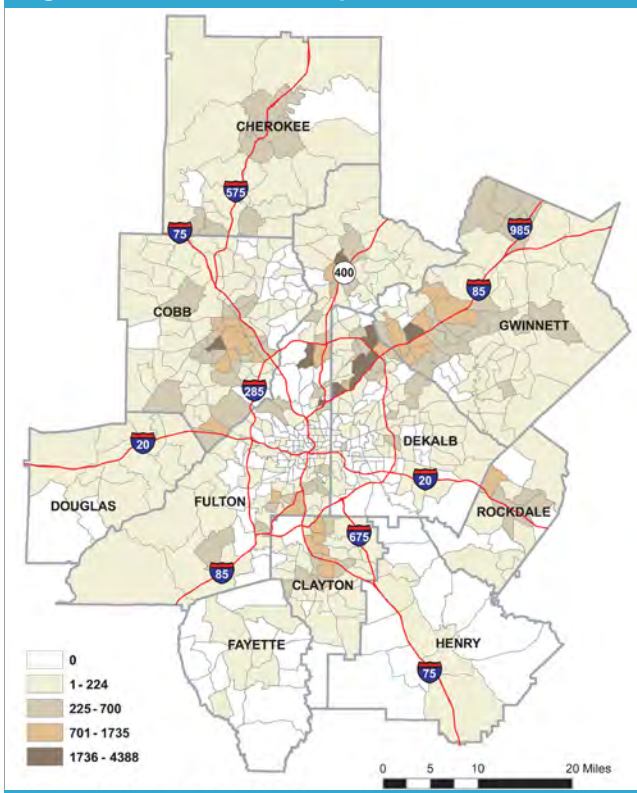 CHEROKEE
575
75
985
400
85
COBB
GWINNETT
285
DEKALB
20
DOUGLAS
FULTON
20
ROCKDALE
675
85
CLAYTON
FAYETTE
HENRY
75
0
1 - 224
225 - 700
701 - 1735
1736 - 4388
0 5 10 20 Miles